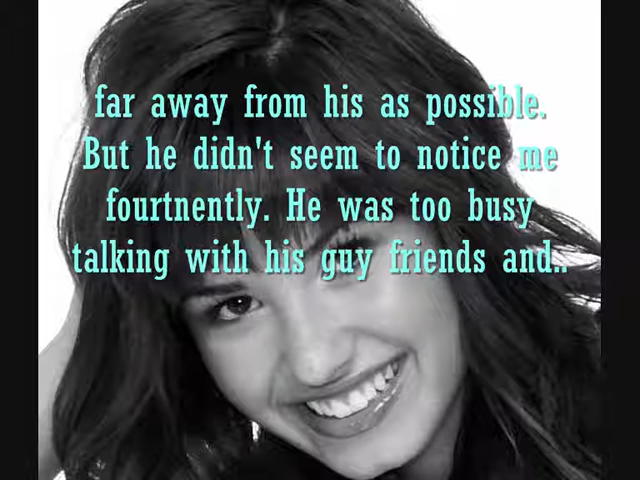 far away from his as possible.
But he didn't seem to notice me
fourtnently. He was too busy
talking with his guy friends and..